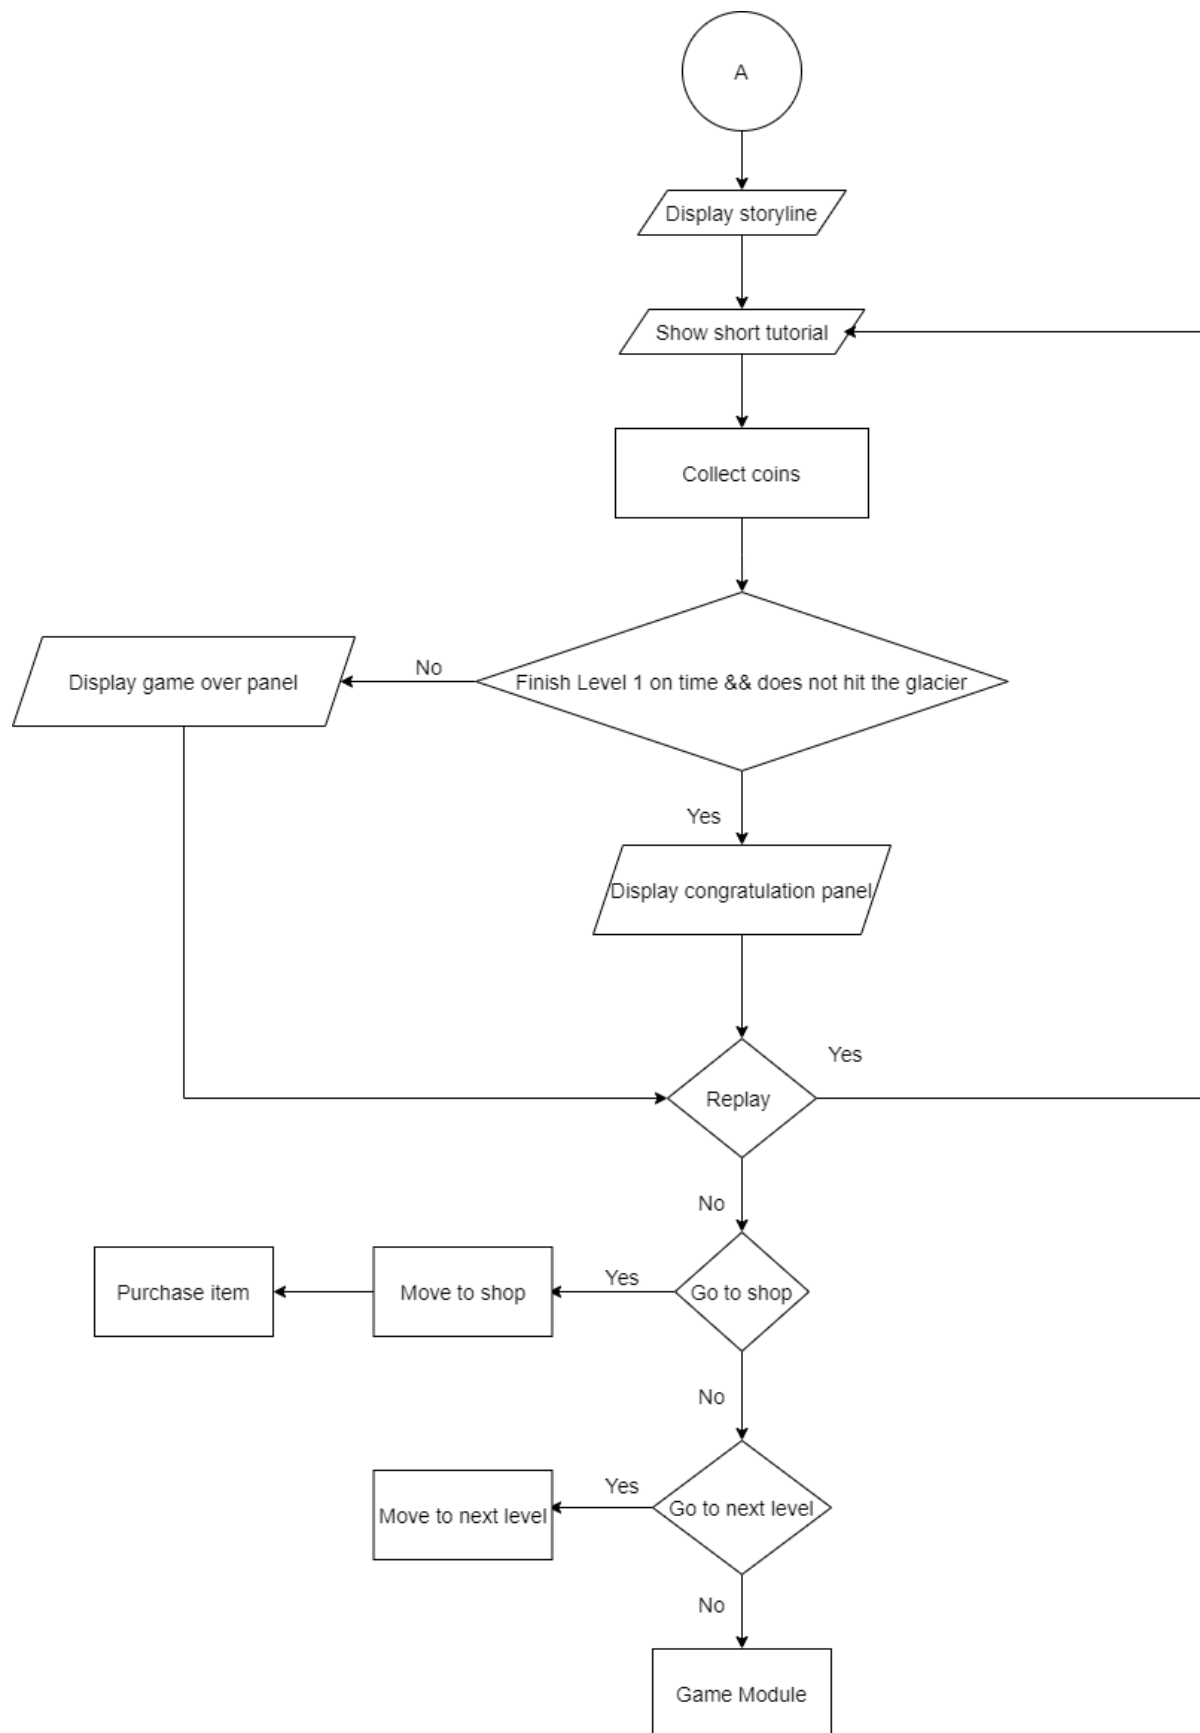 A
Display storyline
Show short tutorial
Collect coins
Finish Level 1 on time && does not hit the glacier
No
Display game over panel
Yes
Display congratulation panel
Replay
Yes
No
Go to shop
Yes
Move to shop
Purchase item
No
Go to next level
Yes
Move to next level
No
Game Module